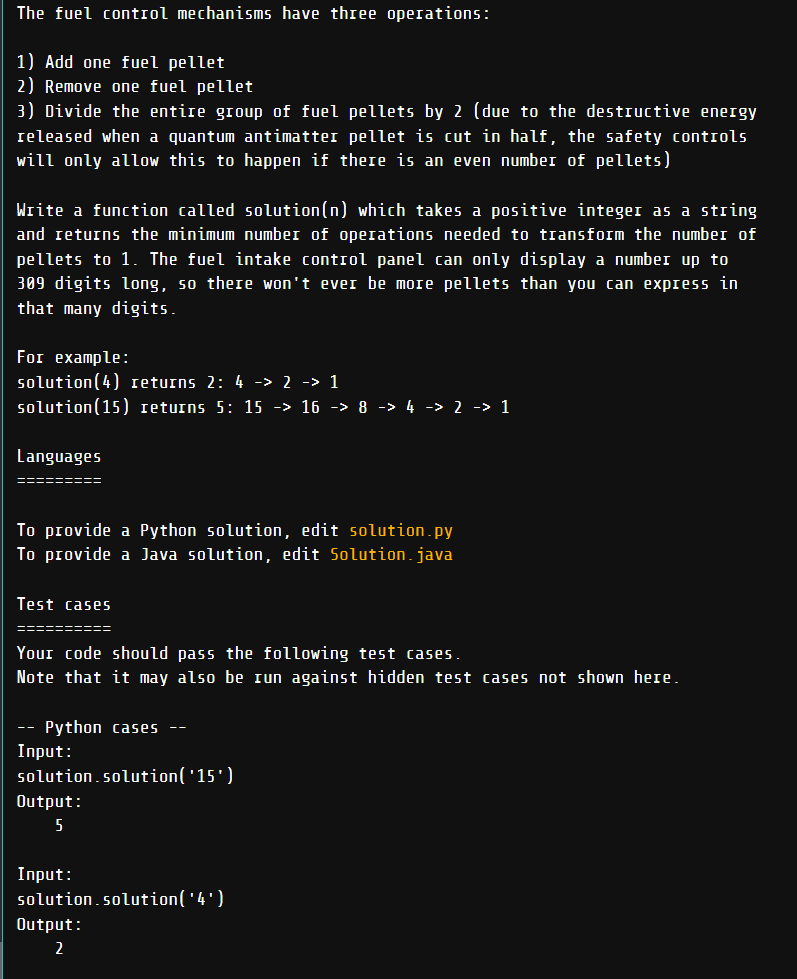 The fuel control mechanisms have three operations:
1) Add one fuel pellet
2) Remove one fuel pellet
3) Divide the entire group of fuel pellets by 2 (due to the destructive energy
released when a quantum antimatter pellet is cut in half, the safety controls
will only allow this to happen if there is an even number of pellets)
Write a function called solution(n) which takes a positive integer as a string
and returns the minimum number of operations needed to transform the number of
pellets to 1. The fuel intake control panel can only display a number up to
309 digits long, so there won't ever be more pellets than you can express in
that many digits.
For example:
solution(4) returns 2: 4 -> 2 -> 1
solution(15) returns 5: 15 -> 16 -> 8 -> 4 -> 2 -> 1
Languages
=========
To provide a Python solution, edit solution.py
To provide a Java solution, edit Solution.java
Test cases
==========
Your code should pass the following test cases.
Note that it may also be run against hidden test cases not shown here.
-- Python cases --
Input:
solution.solution('15')
Output:
5
Input:
solution.solution('4')
Output:
2